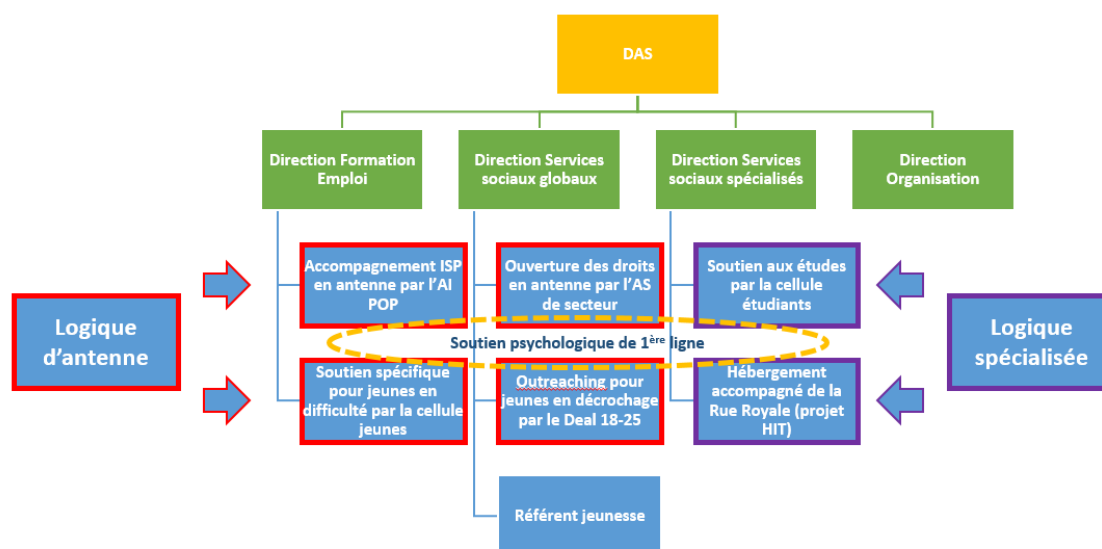 DAS
Direction Formation
Emploi
Direction Services
sociaux globaux
Direction Services
sociaux spécialisés
Direction
Organisation
Accompagnement ISP
en antenne par l'AI
POP
Ouverture des droits
en antenne par l'AS
de secteur
Soutien aux études
par la cellule
étudiants
Logique
d'antenne
Soutien psychologique de 1ère ligne
Logique
spécialisée
Soutien spécifique
pour jeunes en
difficulté par la cellule
jeunes
Outreaching pour
jeunes en décrochage
par le Deal 18-25
Hébergement
accompagné de la
Rue Royale (projet
HIT)
Référent jeunesse